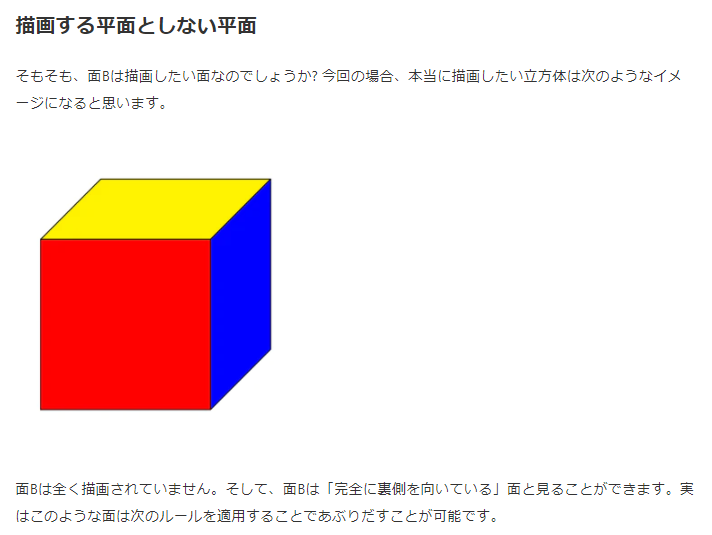 描画する平面としない平面
そもそも、面Bは描画したい面なのでしょうか? 今回の場合、本当に描画したい立方体は次のようなイメ
ージになると思います。
面Bは全く描画されていません。そして、面Bは「完全に裏側を向いている」面と見ることができます。実
はこのような面は次のルールを適用することであぶりだすことが可能です。